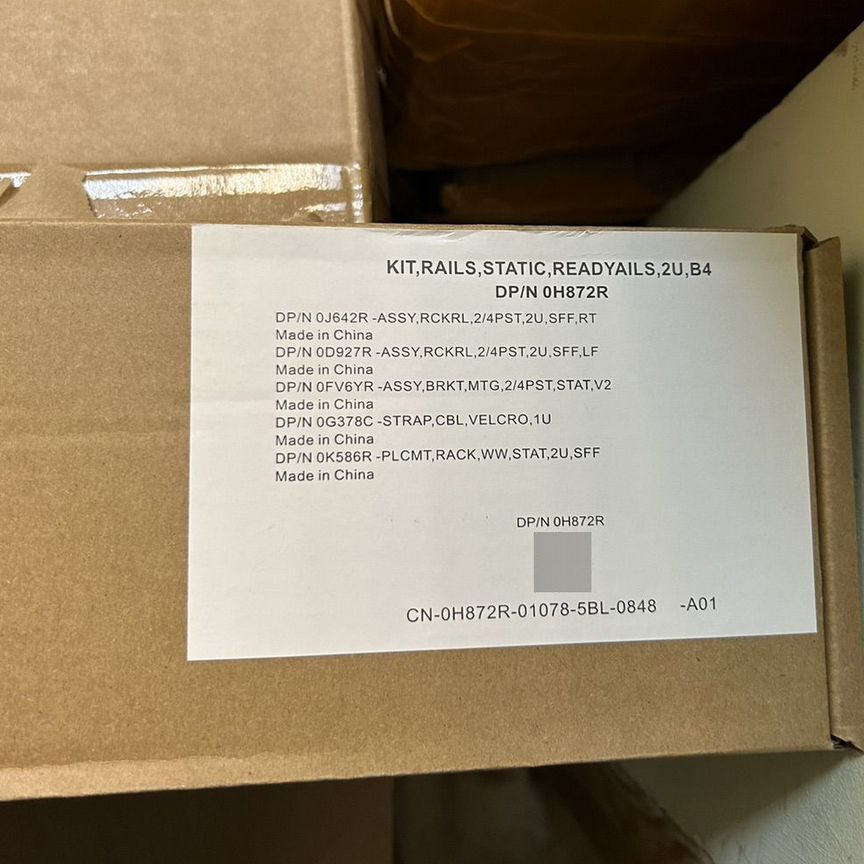 KIT,RAILS,STATIC,READYAILS,2U,B4
DP/N 0H872R
DP/N 0J642R -ASSY,RCKRL,2/4PST,2U,SFF,RT
Made in China
DP/N 0D927R -ASSY,RCKRL,2/4PST,2U,SFF,LF
Made in China
DP/N 0FV6YR -ASSY,BRKT,MTG,2/4PST,STAT,V2
Made in China
DP/N 0G378C -STRAP,CBL,VELCRO,1U
Made in China
DP/N 0K586R -PLCMT,RACK,WW,STAT,2U,SFF
Made in China
DP/N 0H872R
CN-0H872R-01078-5BL-0848 -A01